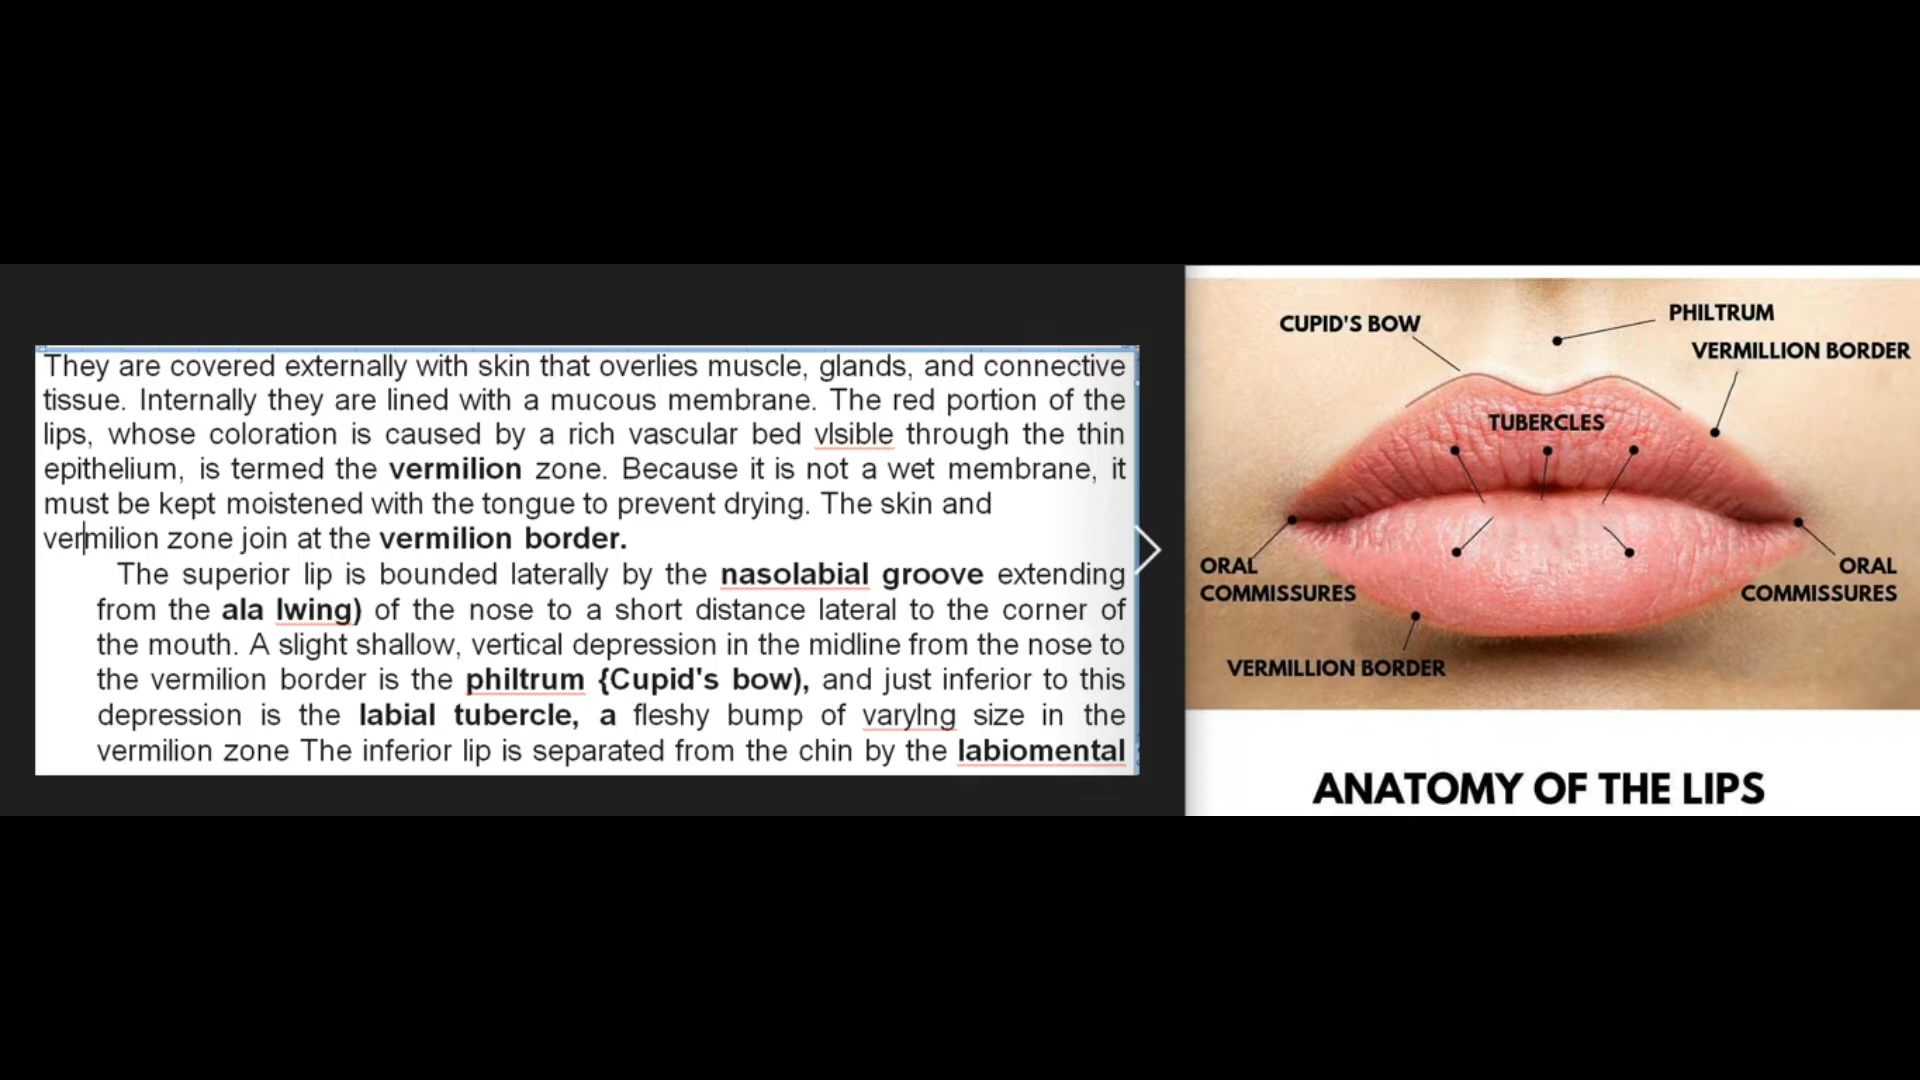 They are covered externally with skin that overlies muscle, glands, and connective
tissue. Internally they are lined with a mucous membrane. The red portion of the
lips, whose coloration is caused by a rich vascular bed vlsible through the thin
epithelium, is termed the vermilion zone. Because it is not a wet membrane, it
must be kept moistened with the tongue to prevent drying. The skin and
vermilion zone join at the vermilion border.
The superior lip is bounded laterally by the nasolabial groove extending
from the ala lwing) of the nose to a short distance lateral to the corner of
the mouth. A slight shallow, vertical depression in the midline from the nose to
the vermilion border is the philtrum {Cupid's bow), and just inferior to this
depression is the labial tubercle, a fleshy bump of varylng size in the
vermilion zone The inferior lip is separated from the chin by the labiomental
CUPID'S BOW
PHILTRUM
VERMILLION BORDER
TUBERCLES
ORAL
COMMISSURES
ORAL
COMMISSURES
VERMILLION BORDER
ANATOMY OF THE LIPS